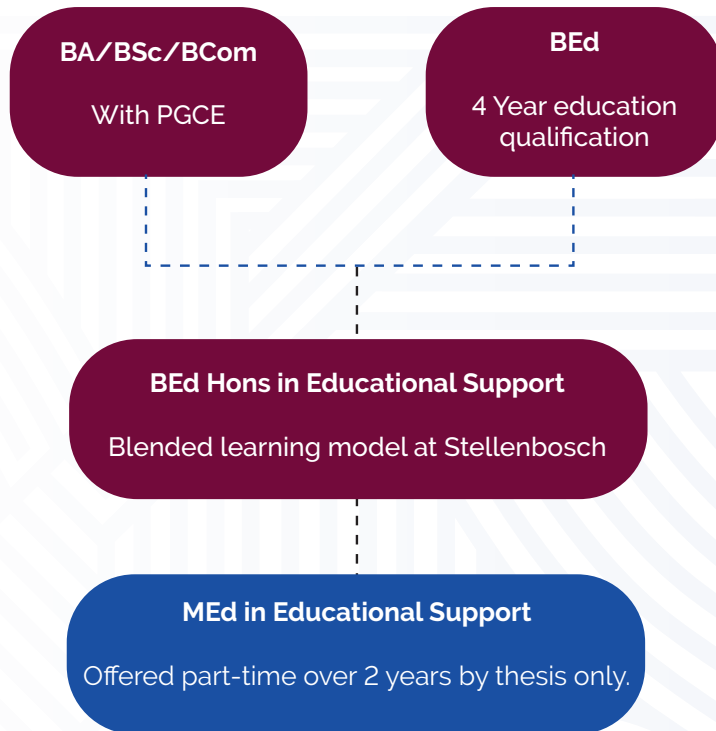 BA/BSc/BCom
With PGCE
BEd
4 Year education
qualification
BEd Hons in Educational Support
Blended learning model at Stellenbosch
MEd in Educational Support
Offered part-time over 2 years by thesis only.